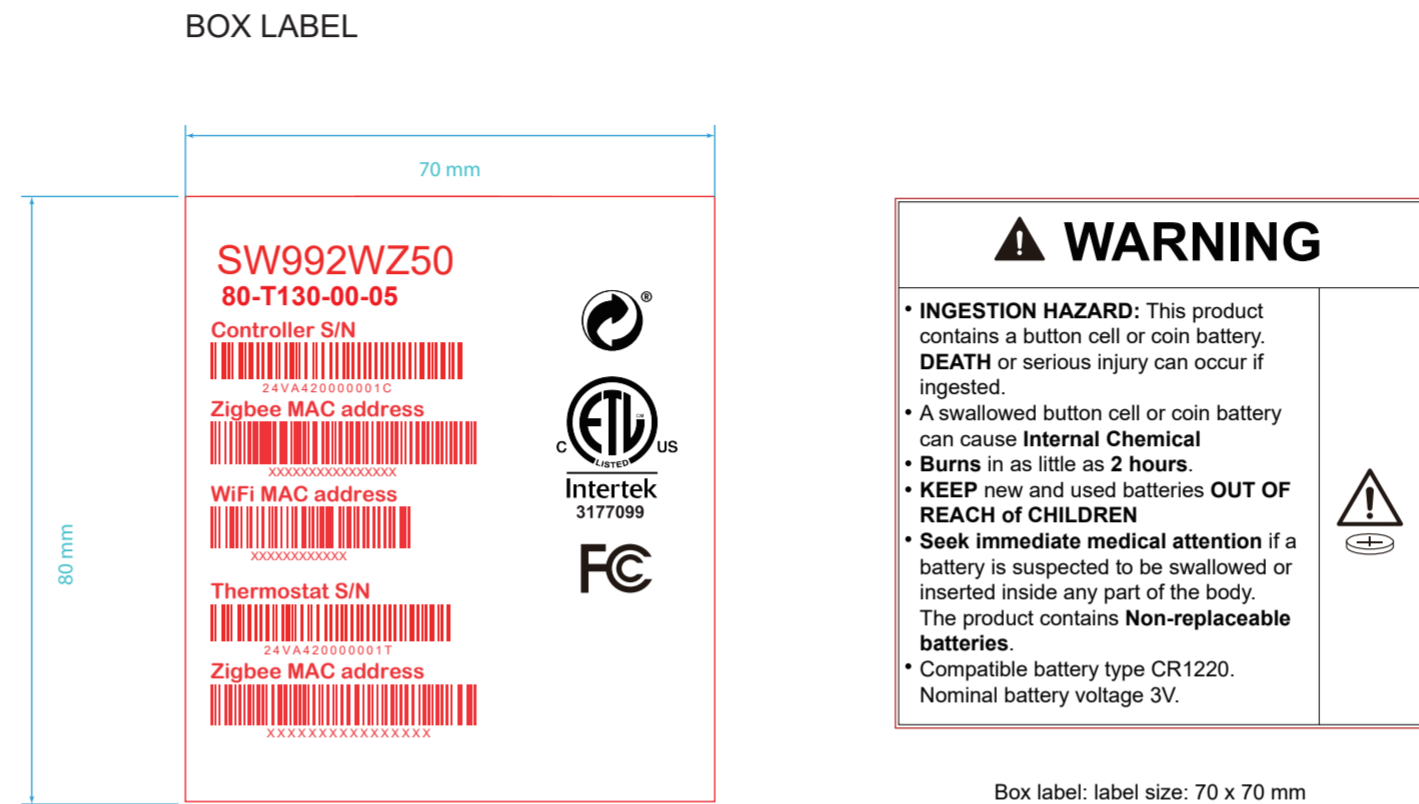 BOX LABEL
70 mm
80 mm
SW992WZ50
80-T130-00-05
Controller S/N
24VA420000001C
Zigbee MAC address
XXXXXXXXXXXXXXXX
WiFi MAC address
XXXXXXXXXXXX
Thermostat S/N
24VA420000001T
Zigbee MAC address
XXXXXXXXXXXXXXXX
®
ETL
CM
C US
LISTED
Intertek
3177099
FC
WARNING
• INGESTION HAZARD: This product
contains a button cell or coin battery.
DEATH or serious injury can occur if
ingested.
• A swallowed button cell or coin battery
can cause Internal Chemical
• Burns in as little as 2 hours.
• KEEP new and used batteries OUT OF
REACH of CHILDREN
• Seek immediate medical attention if a
battery is suspected to be swallowed or
inserted inside any part of the body.
The product contains Non-replaceable
batteries.
• Compatible battery type CR1220.
Nominal battery voltage 3V.
Box label: label size: 70 x 70 mm